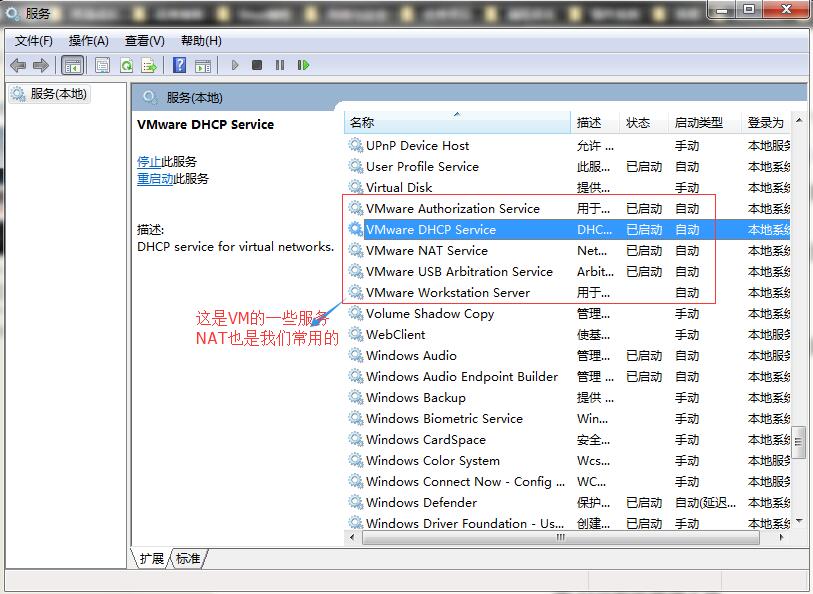 服务
文件(F) 操作(A) 查看(V) 帮助(H)
服务(本地)
服务(本地)
VMware DHCP Service
停止此服务
重启动此服务
描述:
DHCP service for virtual networks.
名称 描述 状态 启动类型 登录为
UPnP Device Host 允许 ... 手动 本地服务
User Profile Service 此服... 已启动 自动 本地系统
Virtual Disk 提供... 手动 本地系统
VMware Authorization Service 用于... 已启动 自动 本地系统
VMware DHCP Service DHC... 已启动 自动 本地系统
VMware NAT Service Net... 已启动 自动 本地系统
VMware USB Arbitration Service Arbit... 已启动 自动 本地系统
VMware Workstation Server 用于... 自动 本地系统
Volume Shadow Copy 管理... 手动 本地系统
WebClient 使基... 手动 本地服务
Windows Audio 管理... 已启动 自动 本地服务
Windows Audio Endpoint Builder 管理 ... 已启动 自动 本地系统
Windows Backup 提供 ... 手动 本地系统
Windows Biometric Service Win... 手动 本地系统
Windows CardSpace 安全... 手动 本地系统
Windows Color System Wcs... 手动 本地服务
Windows Connect Now - Config ... WC... 手动 本地服务
Windows Defender 保护... 已启动 自动(延迟... 本地系统
Windows Driver Foundation - Us... 创建... 已启动 手动 本地系统
这是VM的一些服务
NAT也是我们常用的
扩展 标准